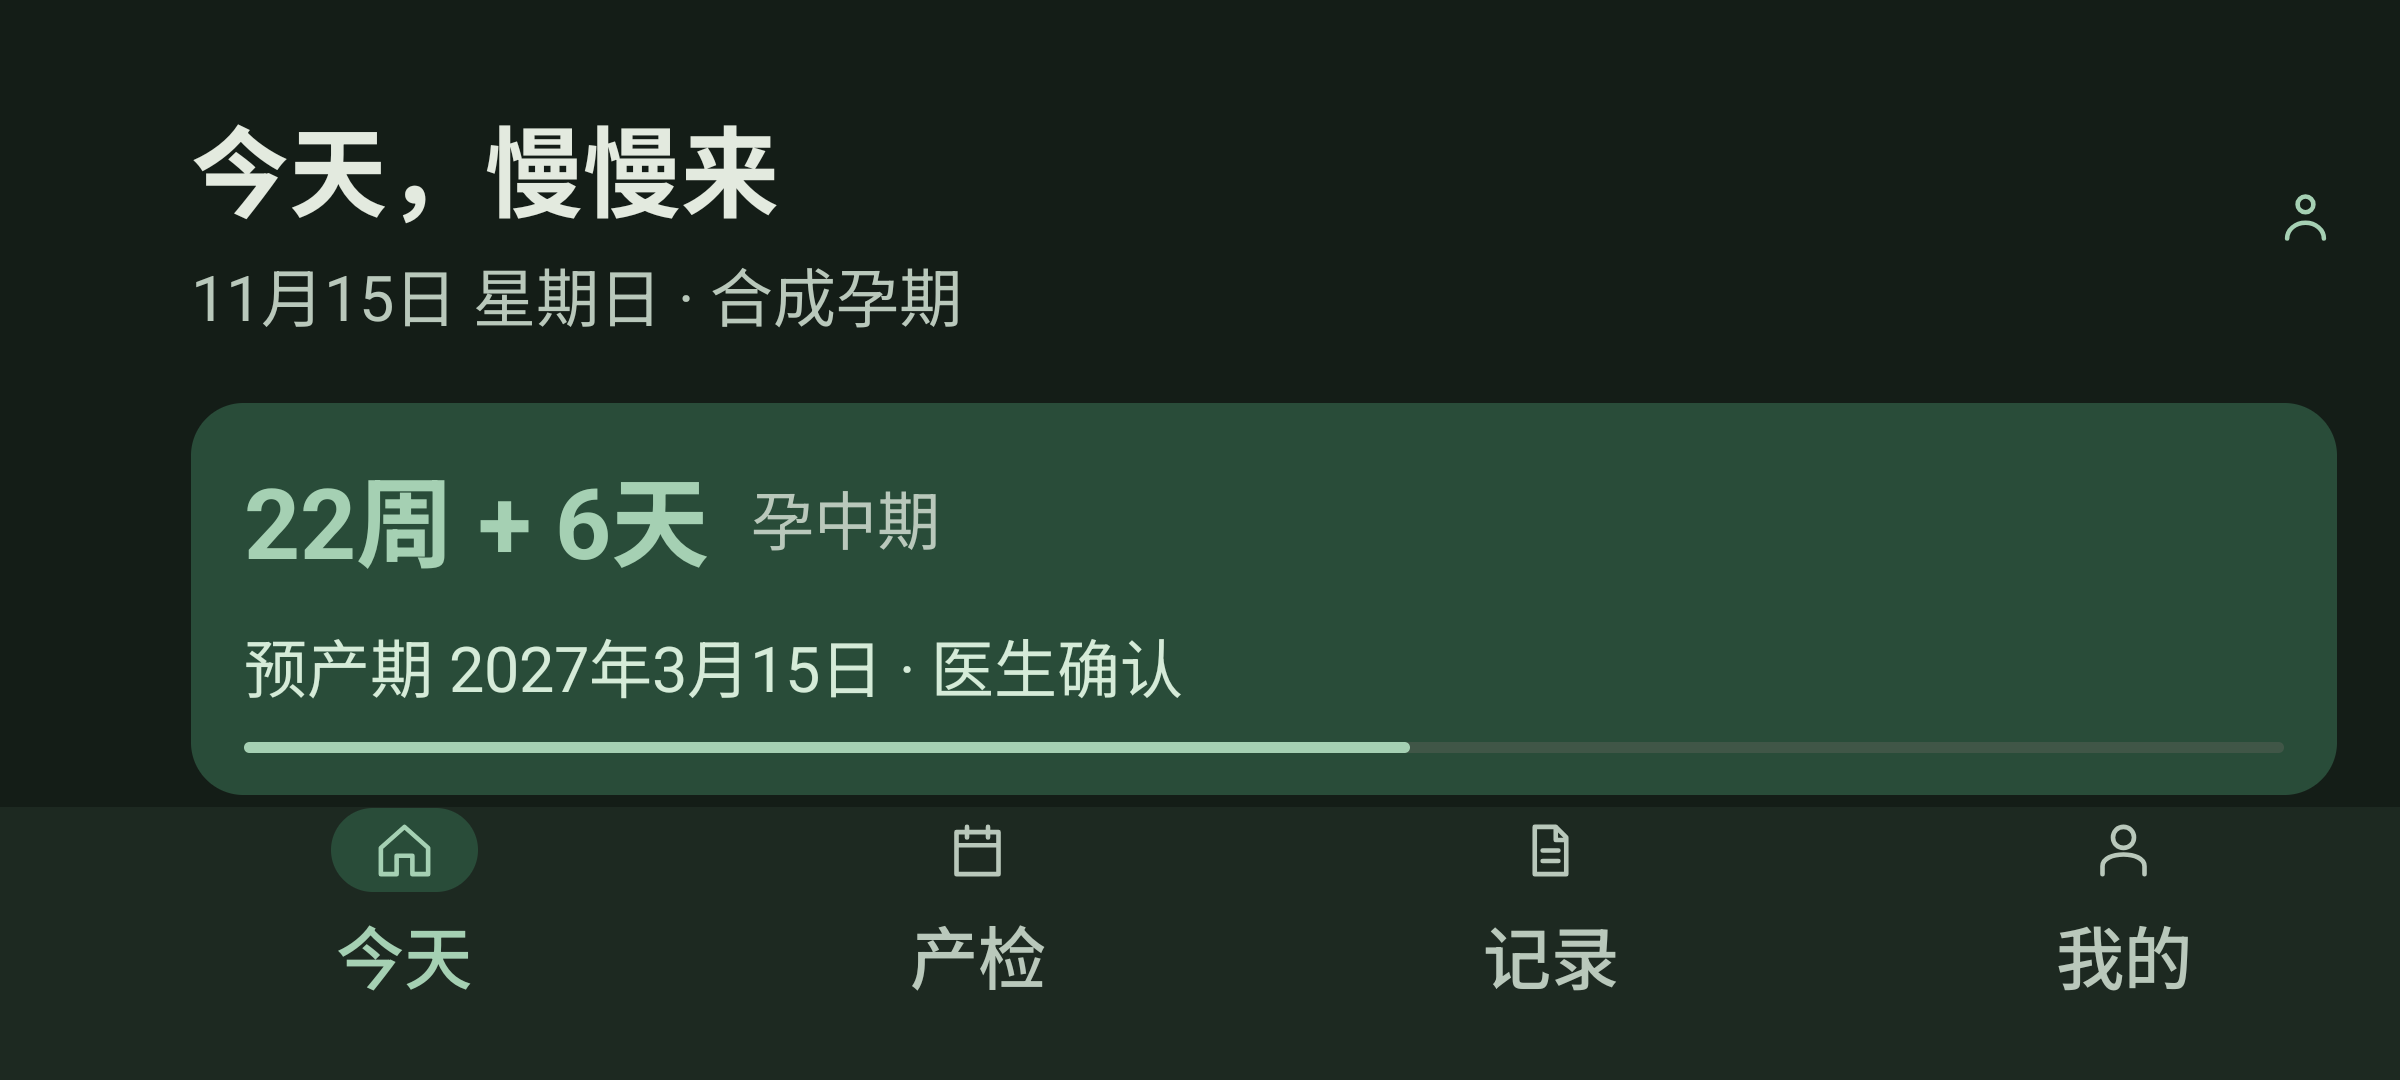 今天，慢慢来
11月15日 星期日 · 合成孕期
22周 + 6天 孕中期
预产期 2027年3月15日 · 医生确认
今天 产检 记录 我的